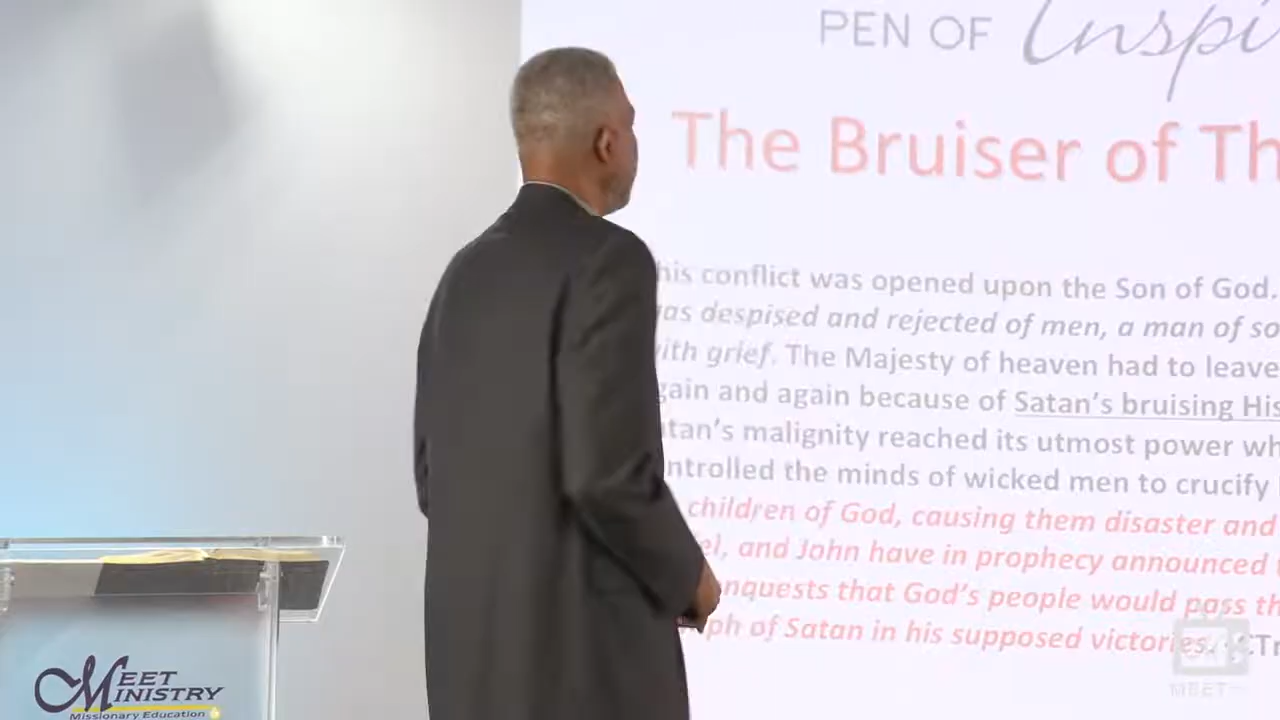 PEN OF Inspi
The Bruiser of Th
his conflict was opened upon the Son of God.
as despised and rejected of men, a man of so
ith grief. The Majesty of heaven had to leave
gain and again because of Satan's bruising His
tan's malignity reached its utmost power wh
ntrolled the minds of wicked men to crucify
children of God, causing them disaster and
el, and John have in prophecy announced
nquests that God's people would pass th
ph of Satan in his supposed victories. CTr
MEET
MINISTRY
Missionary Education
MEET